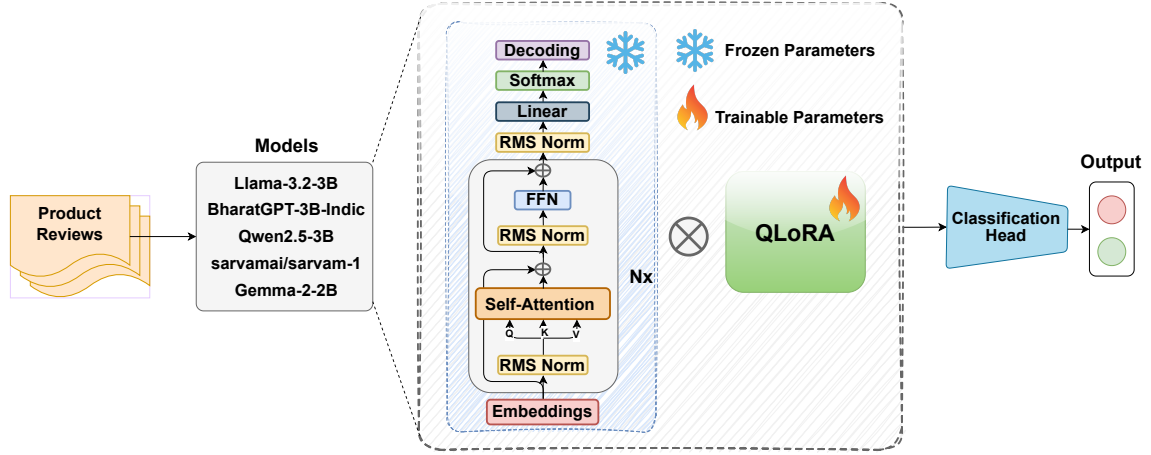 Product
Reviews
Models
Llama-3.2-3B
BharatGPT-3B-Indic
Qwen2.5-3B
sarvamai/sarvam-1
Gemma-2-2B
Decoding
Softmax
Linear
RMS Norm
FFN
RMS Norm
Self-Attention
Q K V
RMS Norm
Embeddings
Nx
Frozen Parameters
Trainable Parameters
QLoRA
Classification
Head
Output